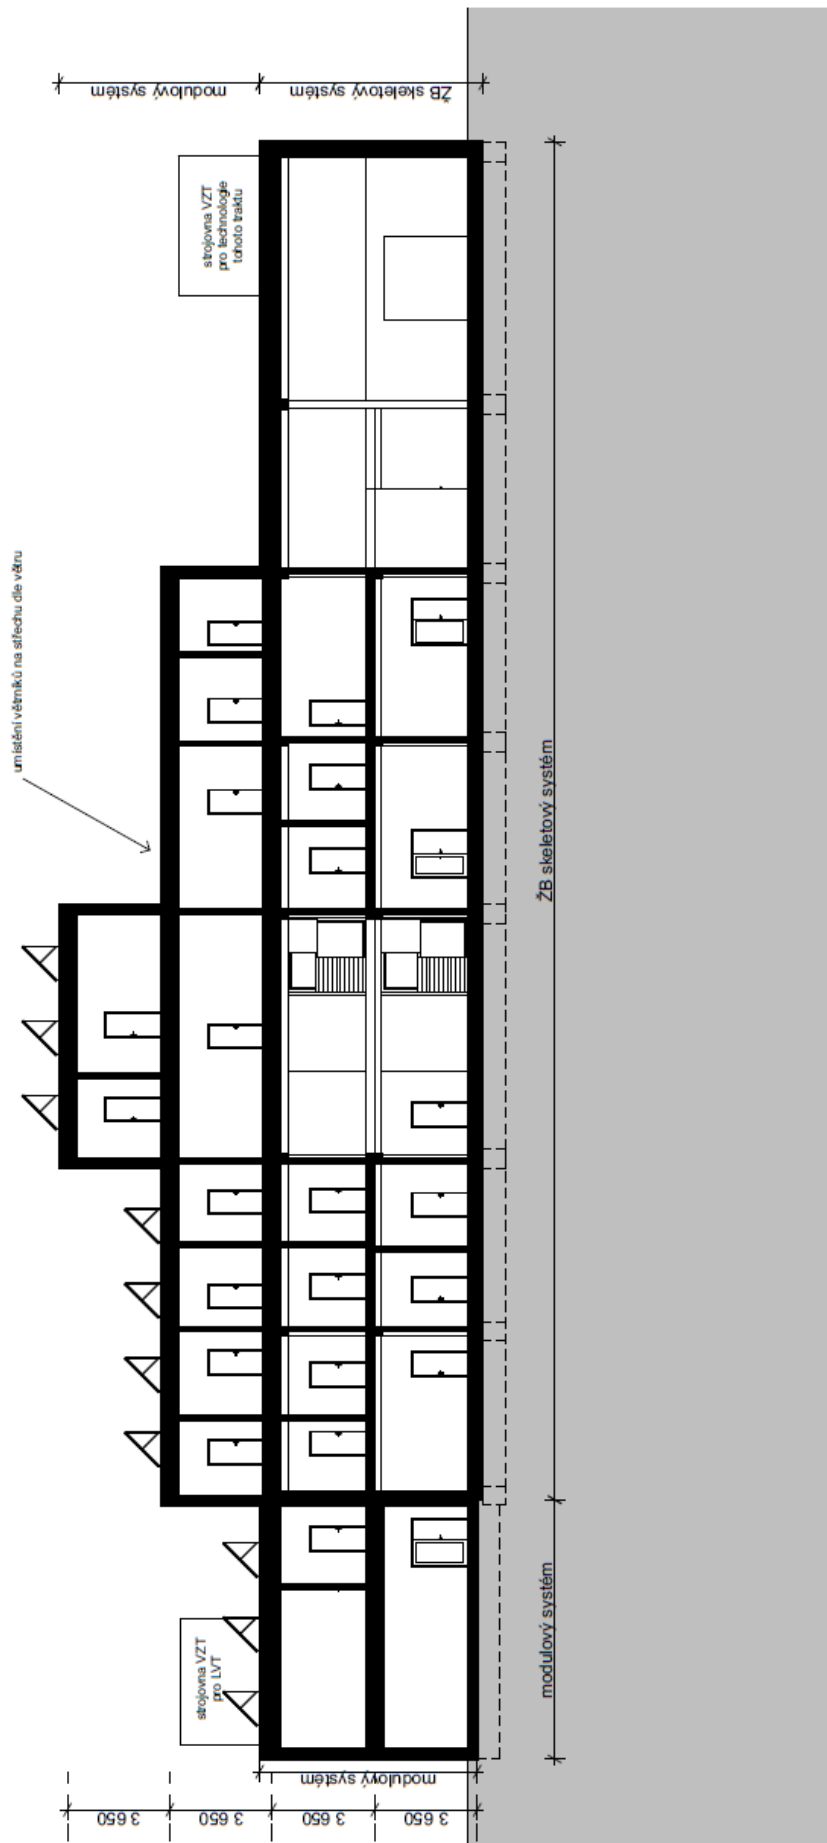 modulový systém
ŽB skeletový systém
strojovna VZT
pro technologie
tohoto traktu
umístění větrníků na střechu dle větru
ŽB skeletový systém
modulový systém
strojovna VZT
pro LVT
modulový systém
3 650
3 650
3 650
3 650